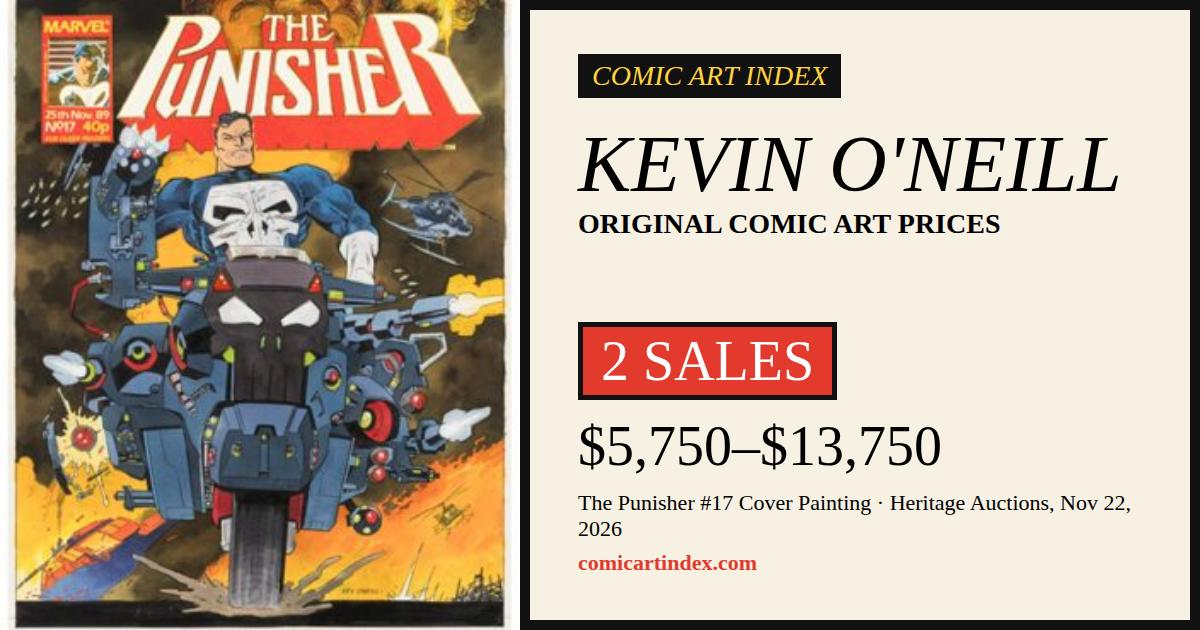 MARVEL
25th Nov. 89
Nº17 40p
THE
PUNISHER
TM
COMIC ART INDEX
KEVIN O'NEILL
ORIGINAL COMIC ART PRICES
2 SALES
$5,750–$13,750
The Punisher #17 Cover Painting · Heritage Auctions, Nov 22,
2026
comicartindex.com